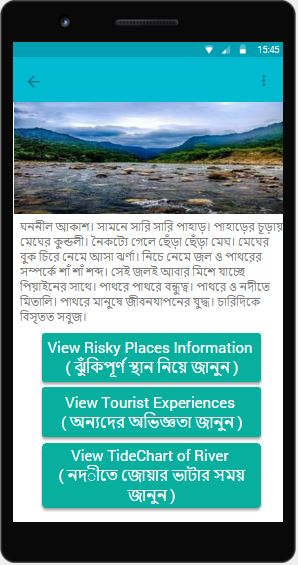 15:45
ঘননীল আকাশ। সামনে সারি সারি পাহাড়। পাহাড়ের চূড়ায়
মেঘের কুন্ডলী। নৈকট্যে গেলে ছেঁড়া ছেঁড়া মেঘ। মেঘের
বুক চিরে নেমে আসা ঝর্ণা। নিচে নেমে জল ও পাথরের
সম্পর্কে শাঁ শাঁ শব্দ। সেই জলই আবার মিশে যাচ্ছে
পিয়াইনের সাথে। পাথরে পাথরে বন্ধুত্ব। পাথরে ও নদীতে
মিতালি। পাথরে মানুষে জীবনযাপনের যুদ্ধ। চারিদিকে
বিসৃতত সবুজ।
View Risky Places Information
( ঝুঁকিপূর্ণ স্থান নিয়ে জানুন )
View Tourist Experiences
( অন্যদের অভিজ্ঞতা জানুন )
View TideChart of River
( নদীতে জোয়ার ভাটার সময়
জানুন )